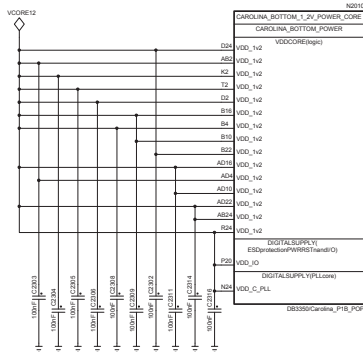 N2010
VCORE12
CAROLINA_BOTTOM_1_2V_POWER_CORE
CAROLINA_BOTTOM_POWER
VDDCORE(logic)
D24 VDD_1v2
AB2 VDD_1v2
K2 VDD_1v2
T2 VDD_1v2
D2 VDD_1v2
B16 VDD_1v2
B4 VDD_1v2
B10 VDD_1v2
B22 VDD_1v2
AD16 VDD_1v2
AD4 VDD_1v2
AD10 VDD_1v2
AD22 VDD_1v2
AB24 VDD_1v2
R24 VDD_1v2
DIGITALSUPPLY(
ESDprotectionPWRRSTnandI/O)
P20 VDD_IO
DIGITALSUPPLY(PLLcore)
N24 VDD_C_PLL
DB3350/Carolina_P1B_POP
100nF C2303
100nF C2304
100nF C2305
100nF C2306
100nF C2308
100nF C2309
100nF C2302
100nF C2311
100nF C2314
100nF C2316